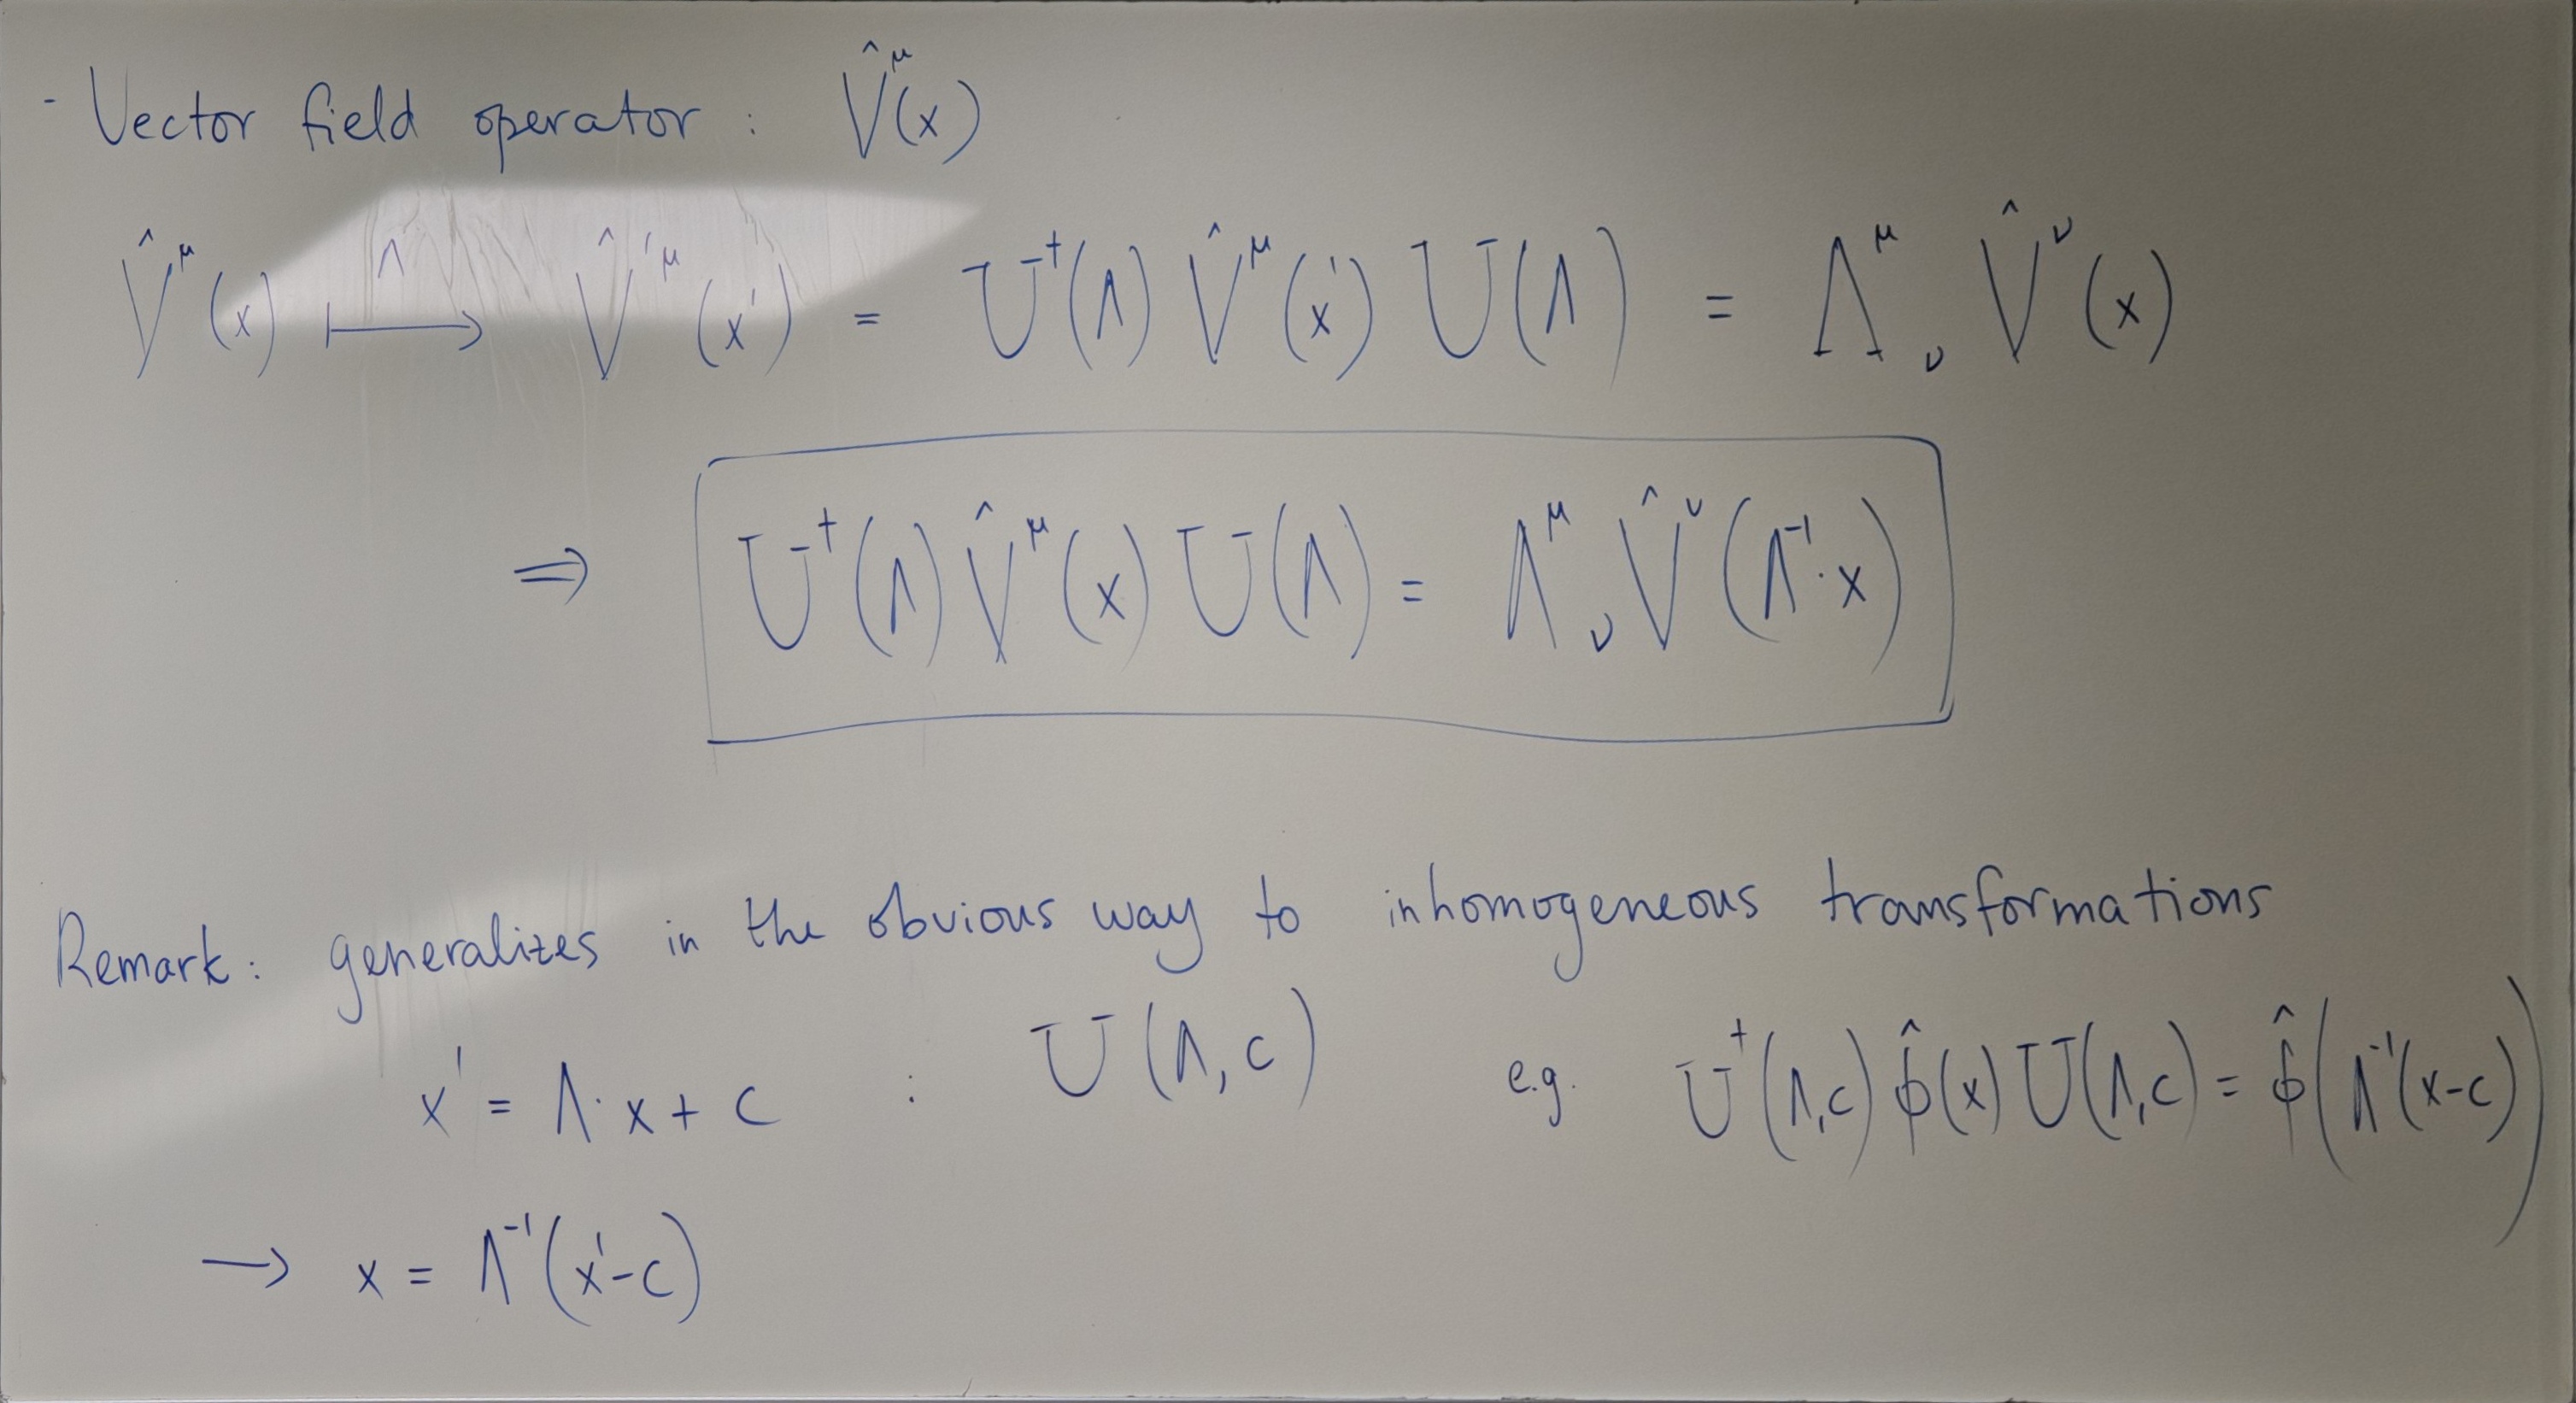 - Vector field operator : V̂^μ(x)
V̂^μ(x) ⟼^Λ V̂'^μ(x') = U†(Λ) V̂^μ(x') U(Λ) = Λ^μ_ν V̂^ν(x)
⇒ U†(Λ) V̂^μ(x) U(Λ) = Λ^μ_ν V̂^ν(Λ⁻¹·x)
Remark: generalizes in the obvious way to inhomogeneous transformations
x' = Λ·x + c : U(Λ,c) e.g. U†(Λ,c) φ̂(x) U(Λ,c) = φ̂(Λ⁻¹(x-c))
→ x = Λ⁻¹(x'-c)